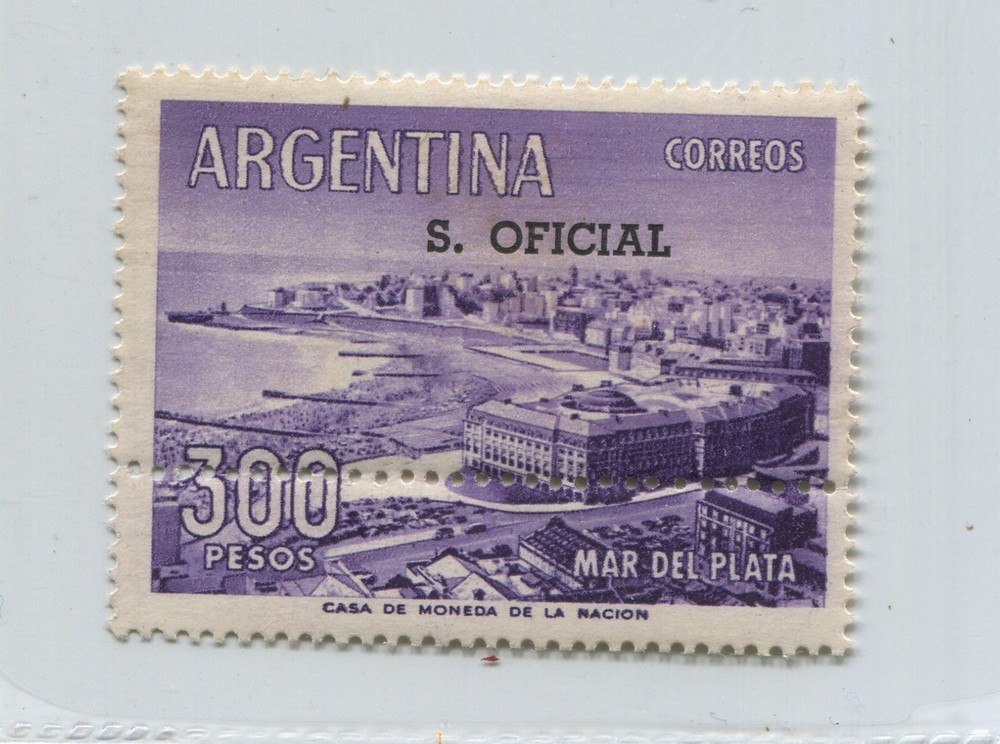 ARGENTINA
CORREOS
S. OFICIAL
300
PESOS
MAR DEL PLATA
CASA DE MONEDA DE LA NACION